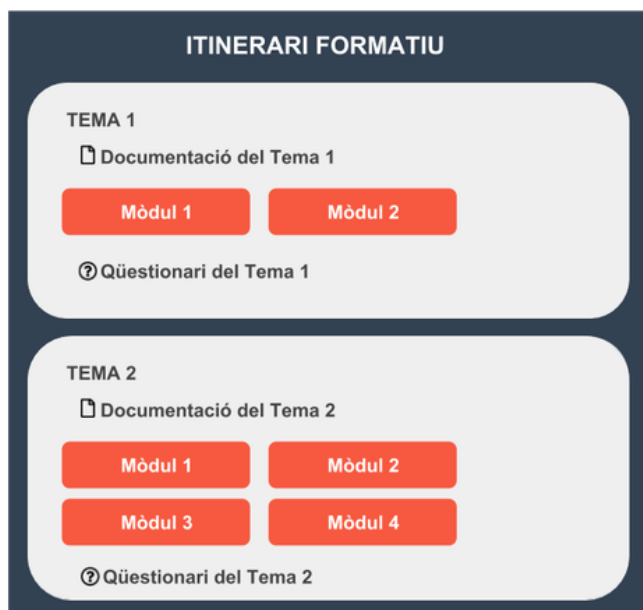 ITINERARI FORMATIU
TEMA 1
Documentació del Tema 1
Mòdul 1 Mòdul 2
Qüestionari del Tema 1
TEMA 2
Documentació del Tema 2
Mòdul 1 Mòdul 2
Mòdul 3 Mòdul 4
Qüestionari del Tema 2